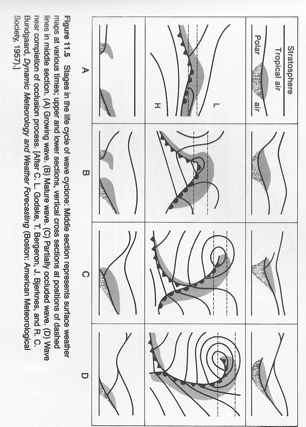 Stratosphere
Tropical air
Polar air
L
H
A B C D
Figure 11.5 Stages in the life cycle of wave cyclone: Middle section represents surface weather
maps at various times; upper and lower sections, vertical cross sections at positions of dashed
lines in middle section. (A) Growing wave. (B) Mature wave. (C) Partially occluded wave. (D) Wave
near completion of occlusion process. [After C. L. Godske, T. Bergeron, J. Bjerknes, and R. C.
Bundgaard, Dynamic Meteorology and Weather Forecasting (Boston: American Meteorological
Society, 1957).]